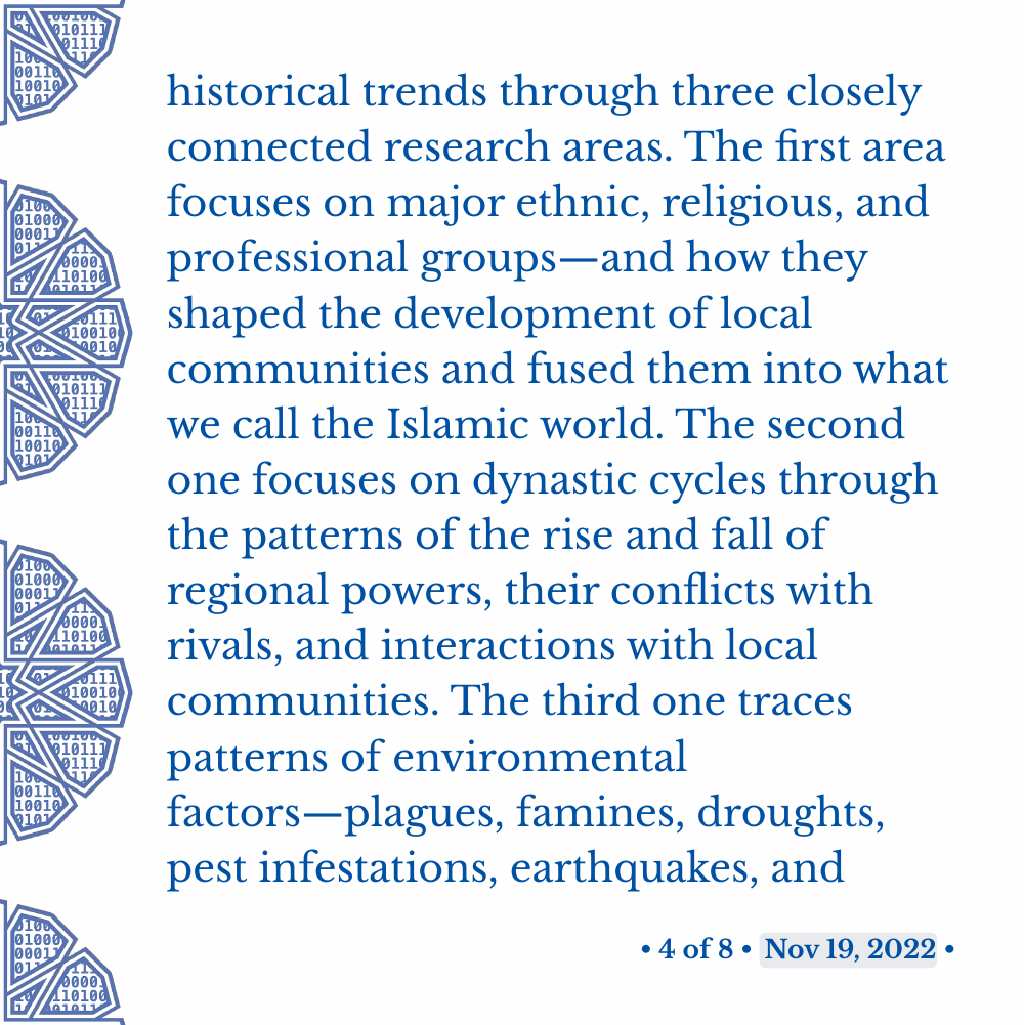 historical trends through three closely
connected research areas. The first area
focuses on major ethnic, religious, and
professional groups—and how they
shaped the development of local
communities and fused them into what
we call the Islamic world. The second
one focuses on dynastic cycles through
the patterns of the rise and fall of
regional powers, their conflicts with
rivals, and interactions with local
communities. The third one traces
patterns of environmental
factors—plagues, famines, droughts,
pest infestations, earthquakes, and
• 4 of 8 • Nov 19, 2022 •